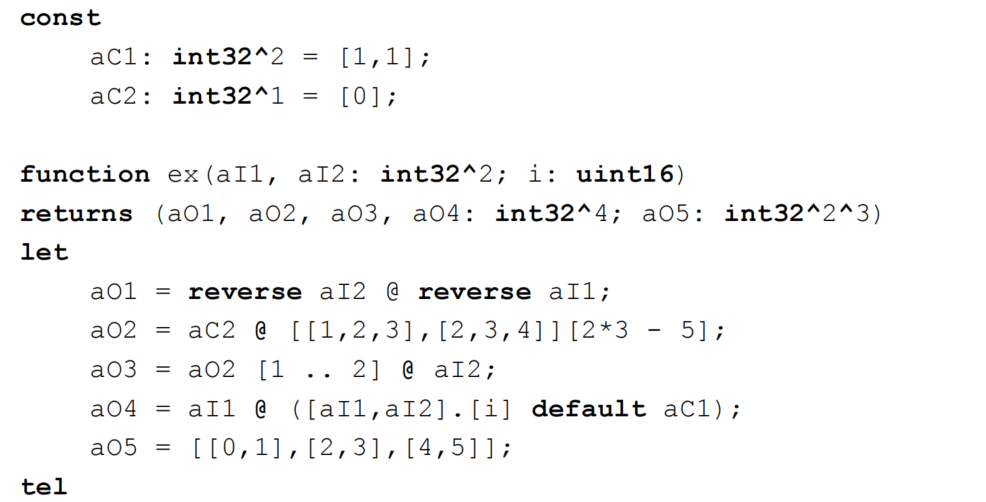 const
aC1: int32^2 = [1,1];
aC2: int32^1 = [0];
function ex(aI1, aI2: int32^2; i: uint16)
returns (aO1, aO2, aO3, aO4: int32^4; aO5: int32^2^3)
let
aO1 = reverse aI2 @ reverse aI1;
aO2 = aC2 @ [[1,2,3],[2,3,4]][2*3 - 5];
aO3 = aO2 [1 .. 2] @ aI2;
aO4 = aI1 @ ([aI1,aI2].[i] default aC1);
aO5 = [[0,1],[2,3],[4,5]];
tel